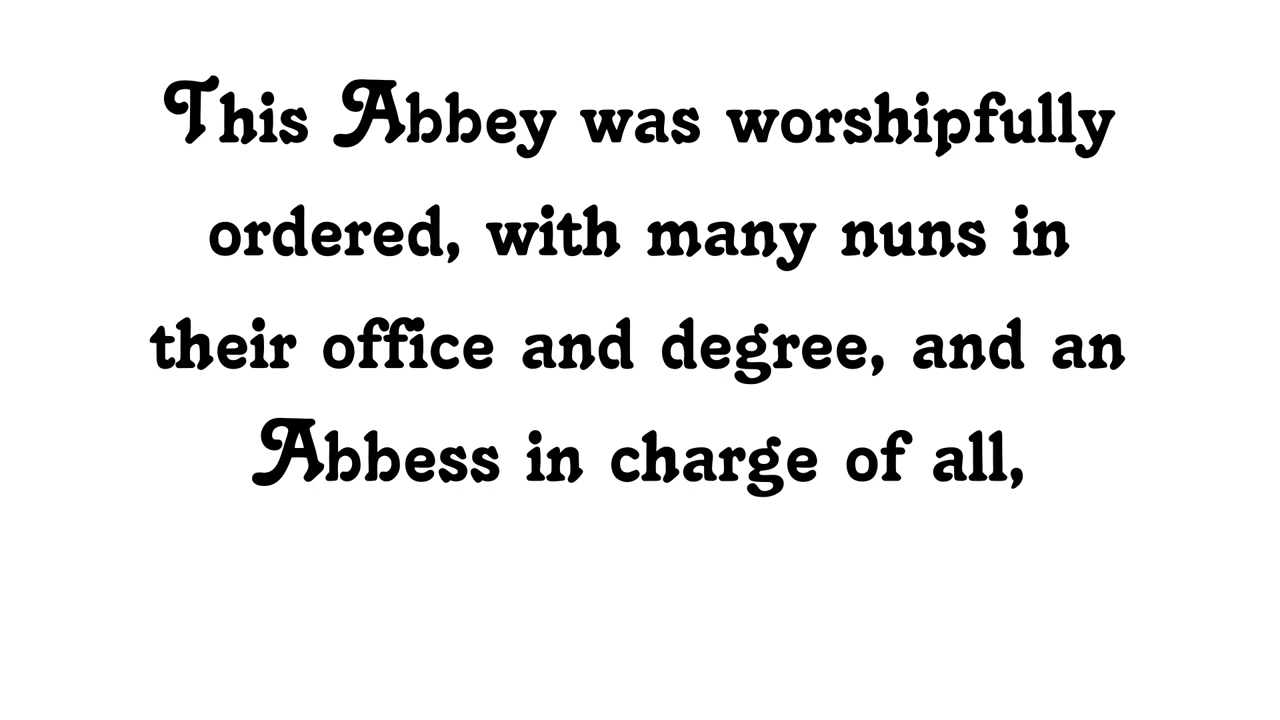 This Abbey was worshipfully
ordered, with many nuns in
their office and degree, and an
Abbess in charge of all,